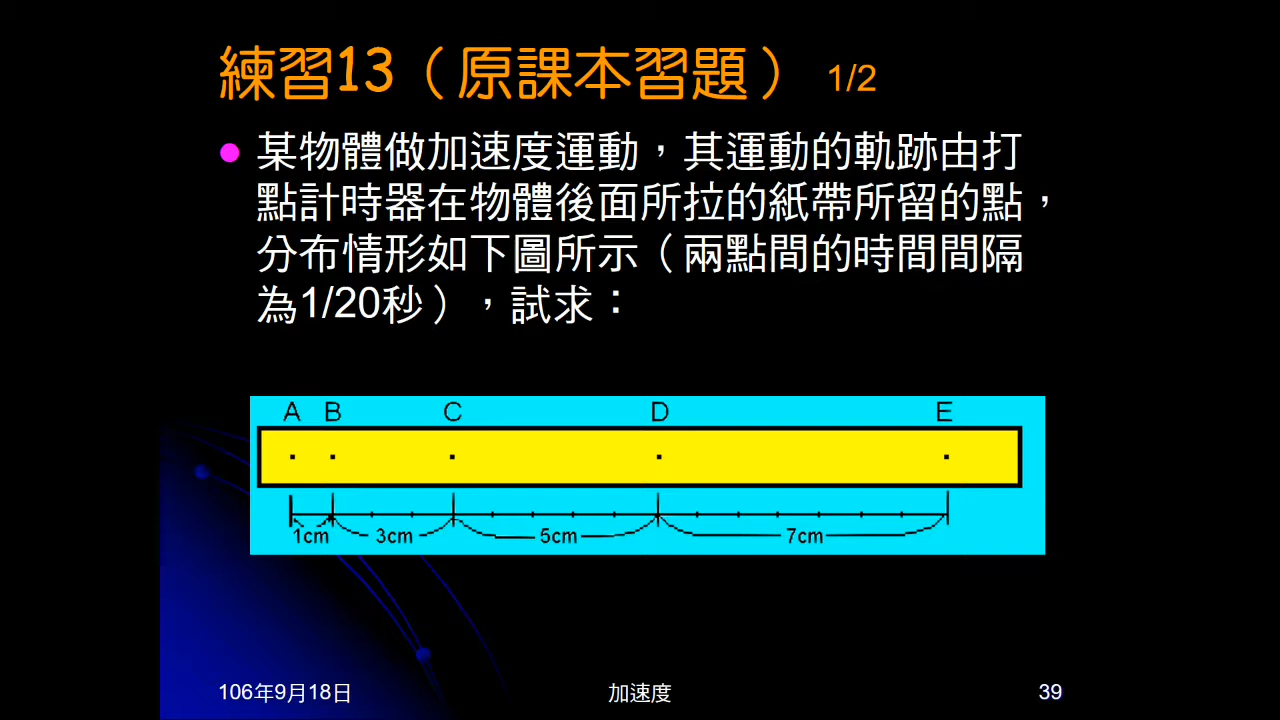 練習13（原課本習題） 1/2
某物體做加速度運動，其運動的軌跡由打
點計時器在物體後面所拉的紙帶所留的點，
分布情形如下圖所示（兩點間的時間間隔
為1/20秒），試求：
A B C D E
1cm 3cm 5cm 7cm
106年9月18日 加速度 39